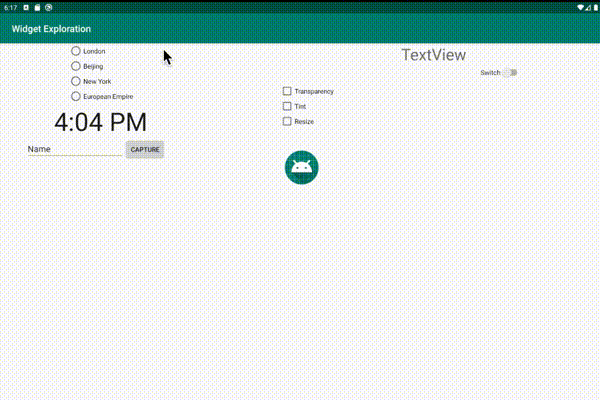 6:17
Widget Exploration
London
Beijing
New York
European Empire
4:04 PM
Name
CAPTURE
Transparency
Tint
Resize
TextView
Switch